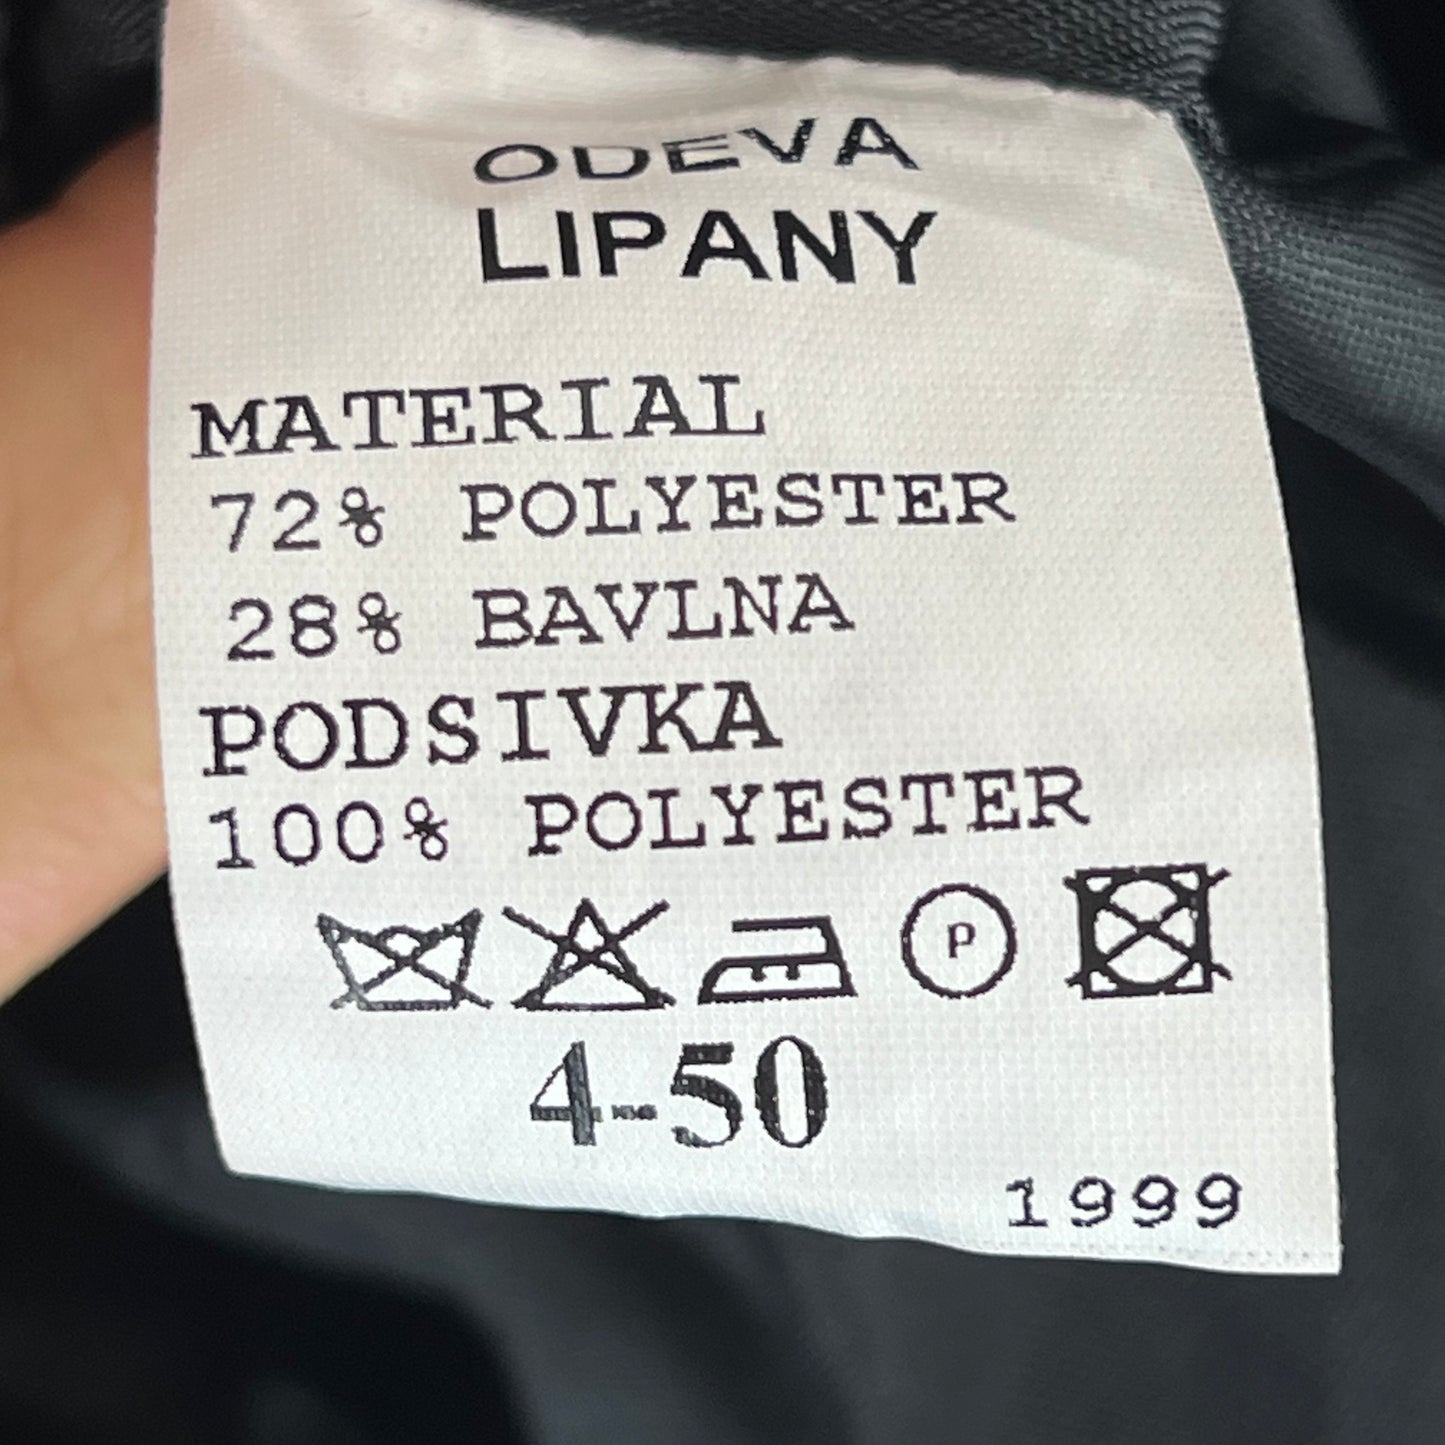 ODEVA
LIPANY
MATERIAL
72% POLYESTER
28% BAVLNA
PODSIVKA
100% POLYESTER
P
4-50
1999